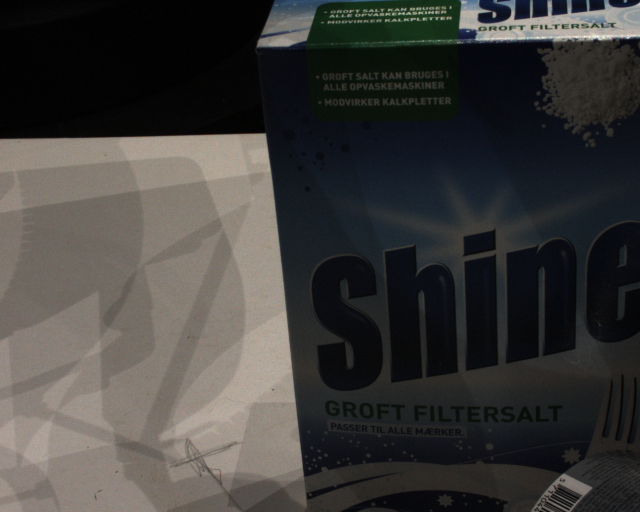 • GROFT SALT KAN BRUGES I
ALLE OPVASKEMASKINER
• MODVIRKER KALKPLETTER
Shine
GROFT FILTERSALT
• GROFT SALT KAN BRUGES I
ALLE OPVASKEMASKINER
• MODVIRKER KALKPLETTER
Shine
GROFT FILTERSALT
PASSER TIL ALLE MÆRKER.